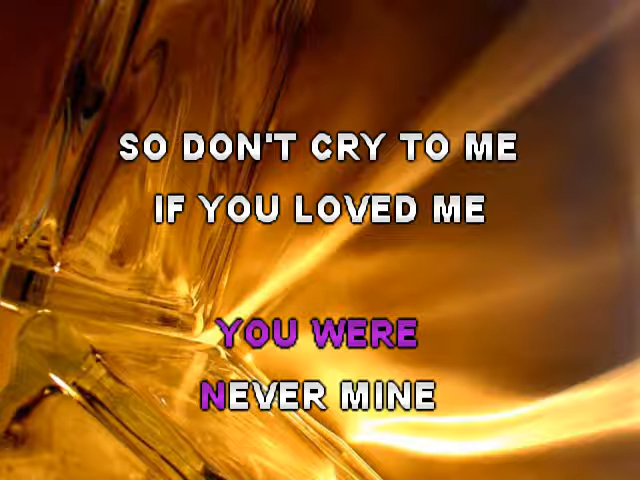 SO DON'T CRY TO ME
IF YOU LOVED ME
YOU WERE
NEVER MINE